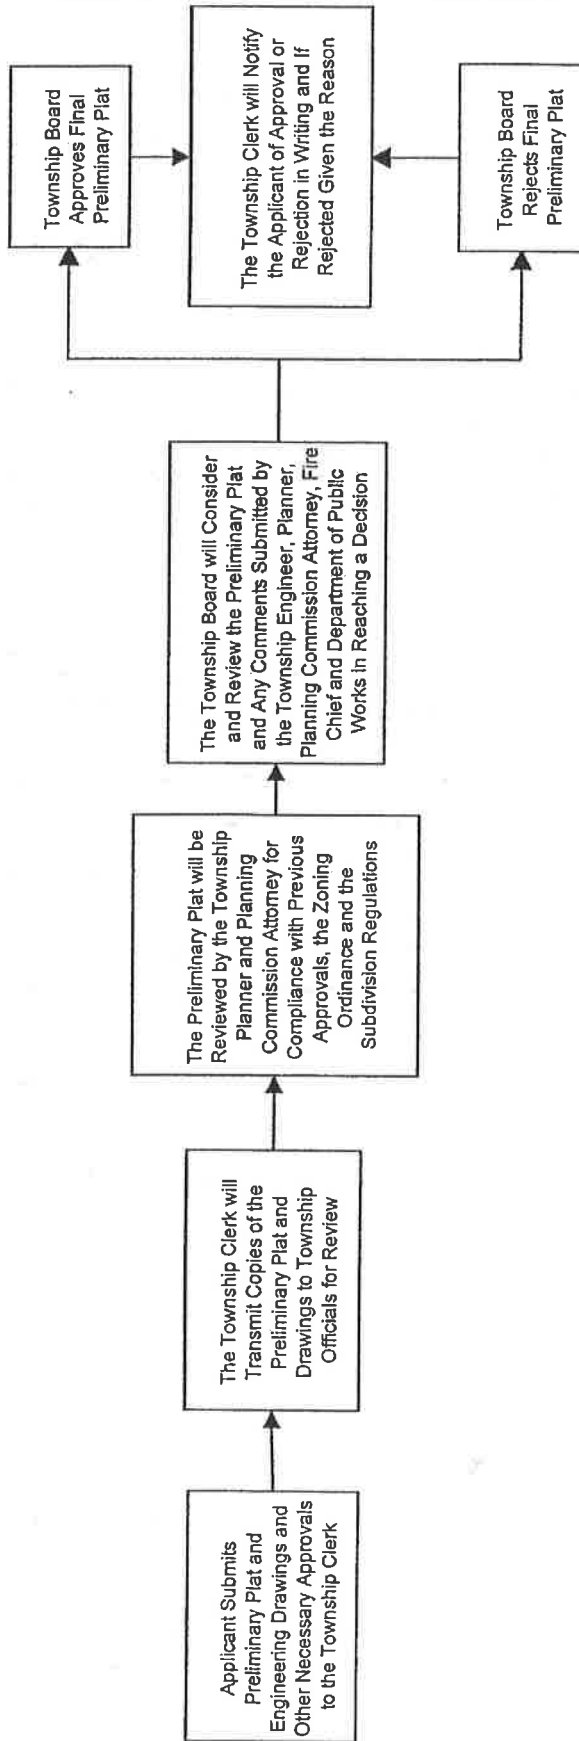 Applicant Submits
Preliminary Plat and
Engineering Drawings and
Other Necessary Approvals
to the Township Clerk
The Township Clerk will
Transmit Copies of the
Preliminary Plat and
Drawings to Township
Officials for Review
The Preliminary Plat will be
Reviewed by the Township
Planner and Planning
Commission Attorney for
Compliance with Previous
Approvals, the Zoning
Ordinance and the
Subdivision Regulations
The Township Board will Consider
and Review the Preliminary Plat
and Any Comments Submitted by
the Township Engineer, Planner,
Planning Commission Attorney, Fire
Chief and Department of Public
Works in Reaching a Decision
Township Board
Approves Final
Preliminary Plat
The Township Clerk will Notify
the Applicant of Approval or
Rejection in Writing and If
Rejected Given the Reason
Township Board
Rejects Final
Preliminary Plat